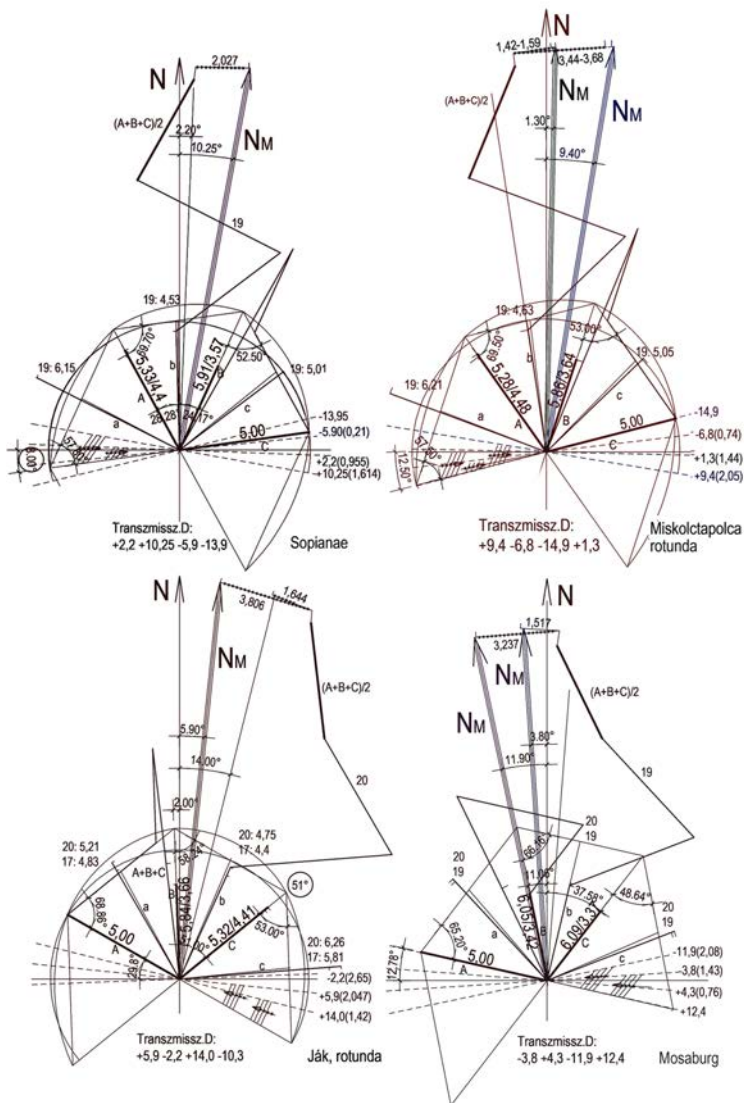 N
2,027
(A+B+C)/2
NM
2.20°
10.25°
19
19: 4,53
69.70°
52.50°
19: 6,15
5,33/4,4
5,91/3,57
19: 5,01
b
B
A
a
c
28.28°
24.17°
5,00
C
-13,95
-5.90(0,21)
+2,2(0,955)
+10,25(1,614)
Transzmissz.D:
+2,2 +10,25 -5,9 -13,9
Sopianae
N
1,42-1,59
3,44-3,68
(A+B+C)/2
NM
NM
1.30°
9.40°
19
19: 4,63
53.00°
69.50°
19: 6,21
5,28/4,48
5,86/3,64
19: 5,05
b
B
A
a
c
5,00
C
57.50°
12.50°
-14,9
-6,8(0,74)
+1,3(1,44)
+9,4(2,05)
Transzmissz.D:
+9,4 -6,8 -14,9 +1,3
Miskolctapolca
rotunda
N
3,806
1,644
NM
(A+B+C)/2
5.90°
14.00°
2.00°
20
20: 5,21
17: 4,83
20: 4,75
17: 4,4
58.24°
51°
A+B+C
68.86°
a
B
b
5,84/3,66
5,00
A
5,32/4,41
C
53.00°
29.8°
20: 6,26
17: 5,81
c
-2,2(2,65)
+5,9(2,047)
+14,0(1,42)
Transzmissz.D:
+5,9 -2,2 +14,0 -10,3
Ják, rotunda
N
1,517
3,237
NM
NM
(A+B+C)/2
3.80°
11.90°
19
20
19
66.16°
11.06°
20
19
37.58°
48.64°
20
19
65.20°
a
b
B
6,05/3,42
6,09/3,37
5,00
A
C
c
12.78°
-11,9(2,08)
-3,8(1,43)
+4,3(0,76)
+12,4
Transzmissz.D:
-3,8 +4,3 -11,9 +12,4
Mosaburg